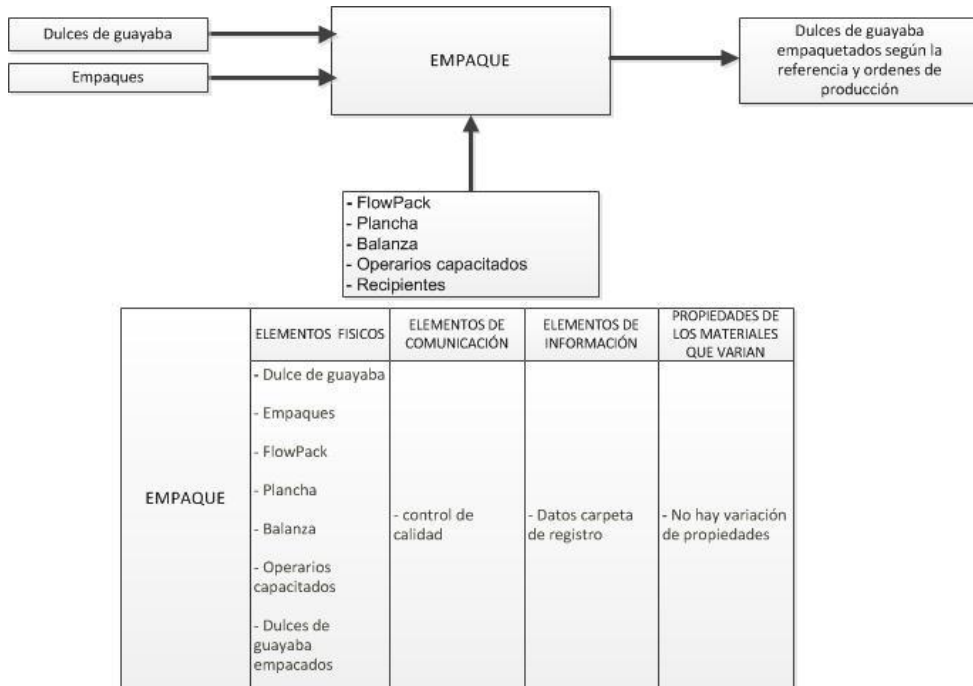 Dulces de guayaba
Empaques
EMPAQUE
Dulces de guayaba
empaquetados según la
referencia y ordenes de
producción
- FlowPack
- Plancha
- Balanza
- Operarios capacitados
- Recipientes
EMPAQUE
ELEMENTOS FISICOS
ELEMENTOS DE
COMUNICACIÓN
ELEMENTOS DE
INFORMACIÓN
PROPIEDADES DE
LOS MATERIALES
QUE VARIAN
- Dulce de guayaba
- Empaques
- FlowPack
- Plancha
- Balanza
- Operarios
capacitados
- Dulces de
guayaba
empacados
- control de
calidad
- Datos carpeta
de registro
- No hay variación
de propiedades